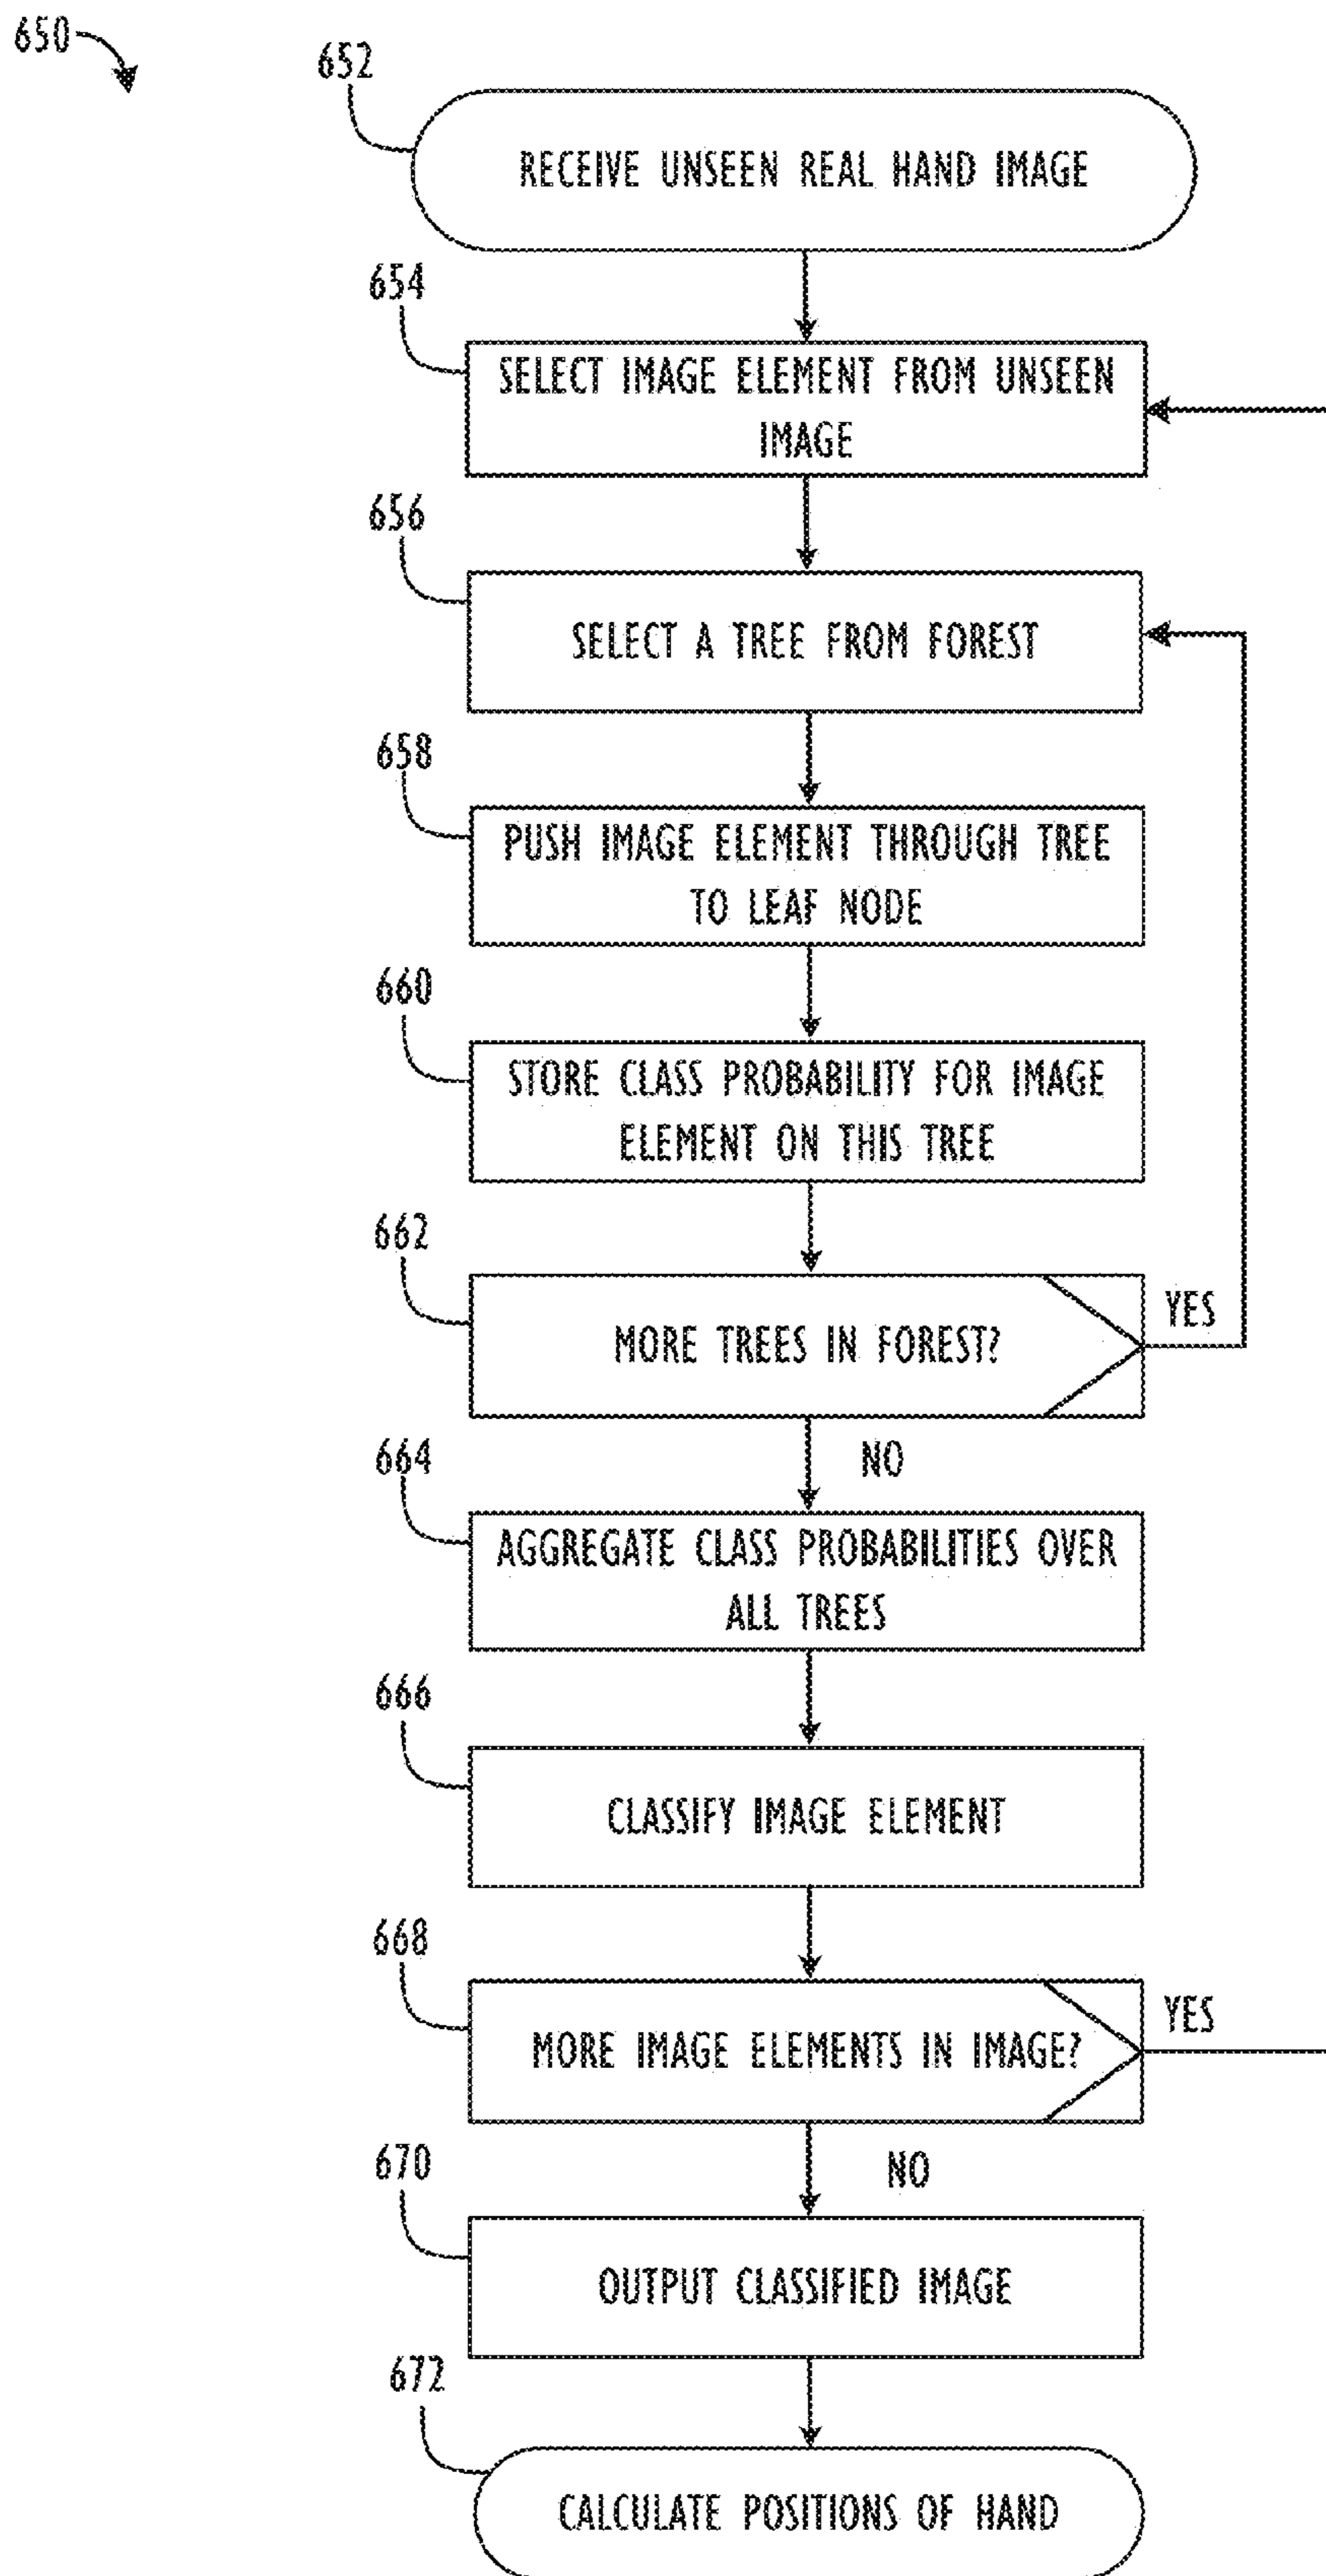 650
652
RECEIVE UNSEEN REAL HAND IMAGE
654
SELECT IMAGE ELEMENT FROM UNSEEN
IMAGE
656
SELECT A TREE FROM FOREST
658
PUSH IMAGE ELEMENT THROUGH TREE
TO LEAF NODE
660
STORE CLASS PROBABILITY FOR IMAGE
ELEMENT ON THIS TREE
662
MORE TREES IN FOREST?
YES
NO
664
AGGREGATE CLASS PROBABILITIES OVER
ALL TREES
666
CLASSIFY IMAGE ELEMENT
668
MORE IMAGE ELEMENTS IN IMAGE?
YES
NO
670
OUTPUT CLASSIFIED IMAGE
672
CALCULATE POSITIONS OF HAND